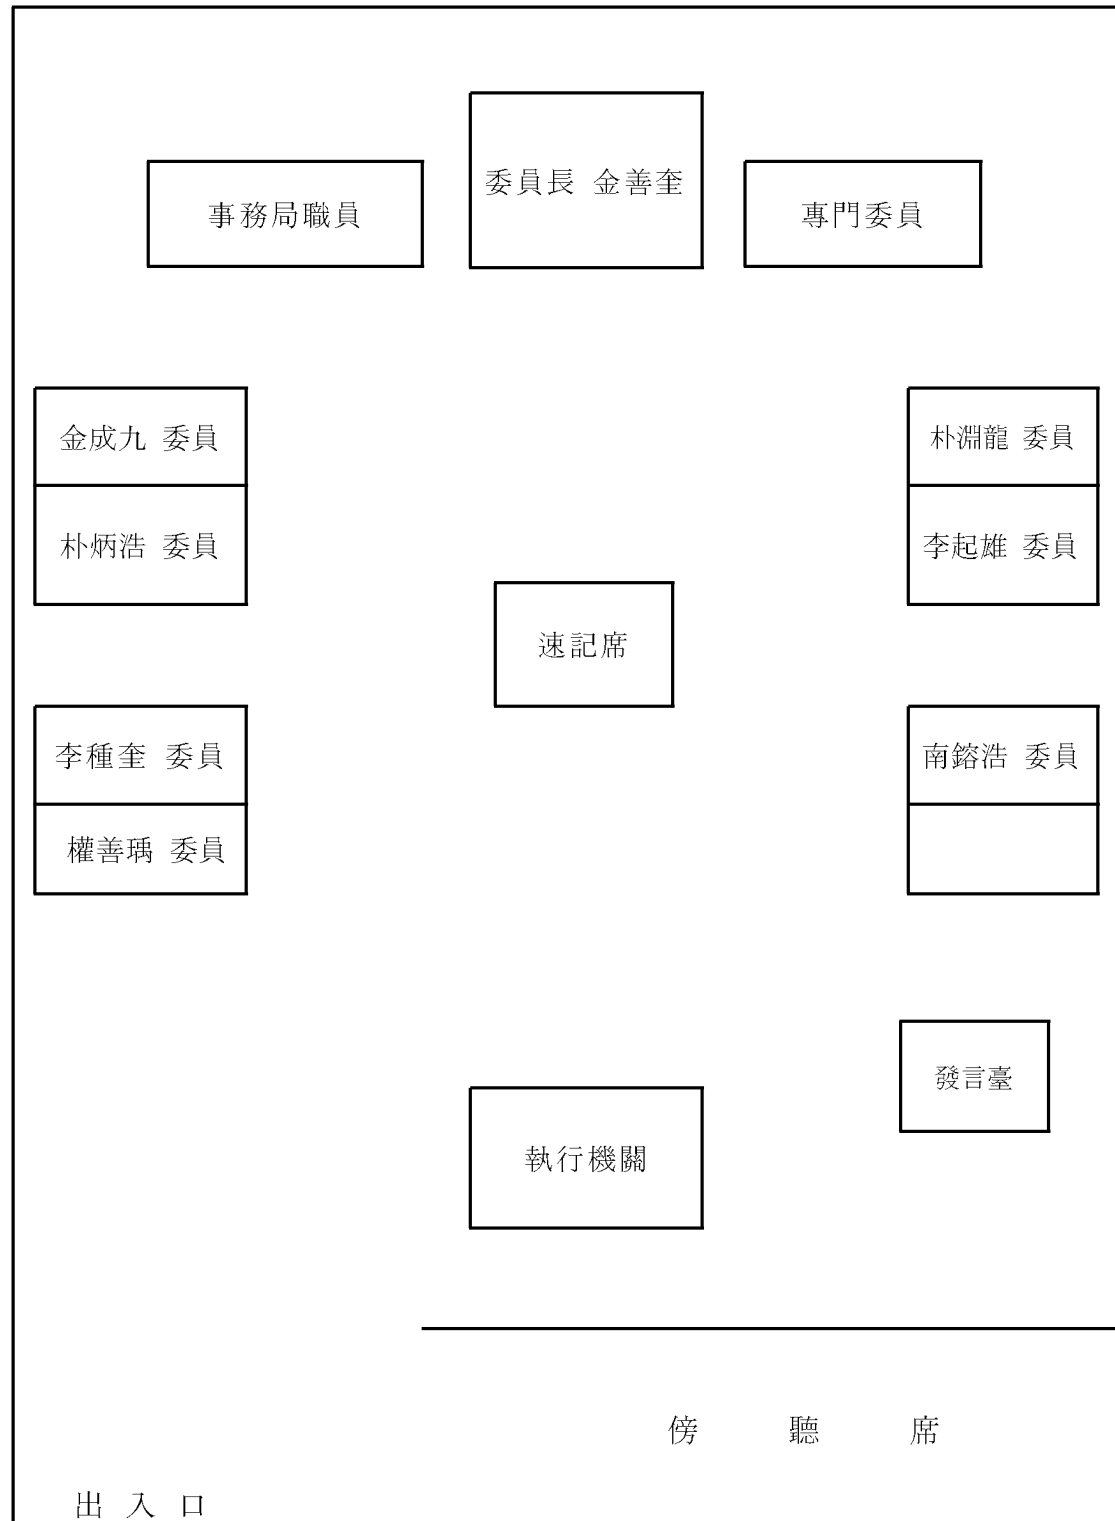 委員長 金善奎
事務局職員
專門委員
金成九 委員
朴淵龍 委員
朴炳浩 委員
李起雄 委員
速記席
李種奎 委員
南鎔浩 委員
權善瑀 委員
發言臺
執行機關
傍 聽 席
出 入 口